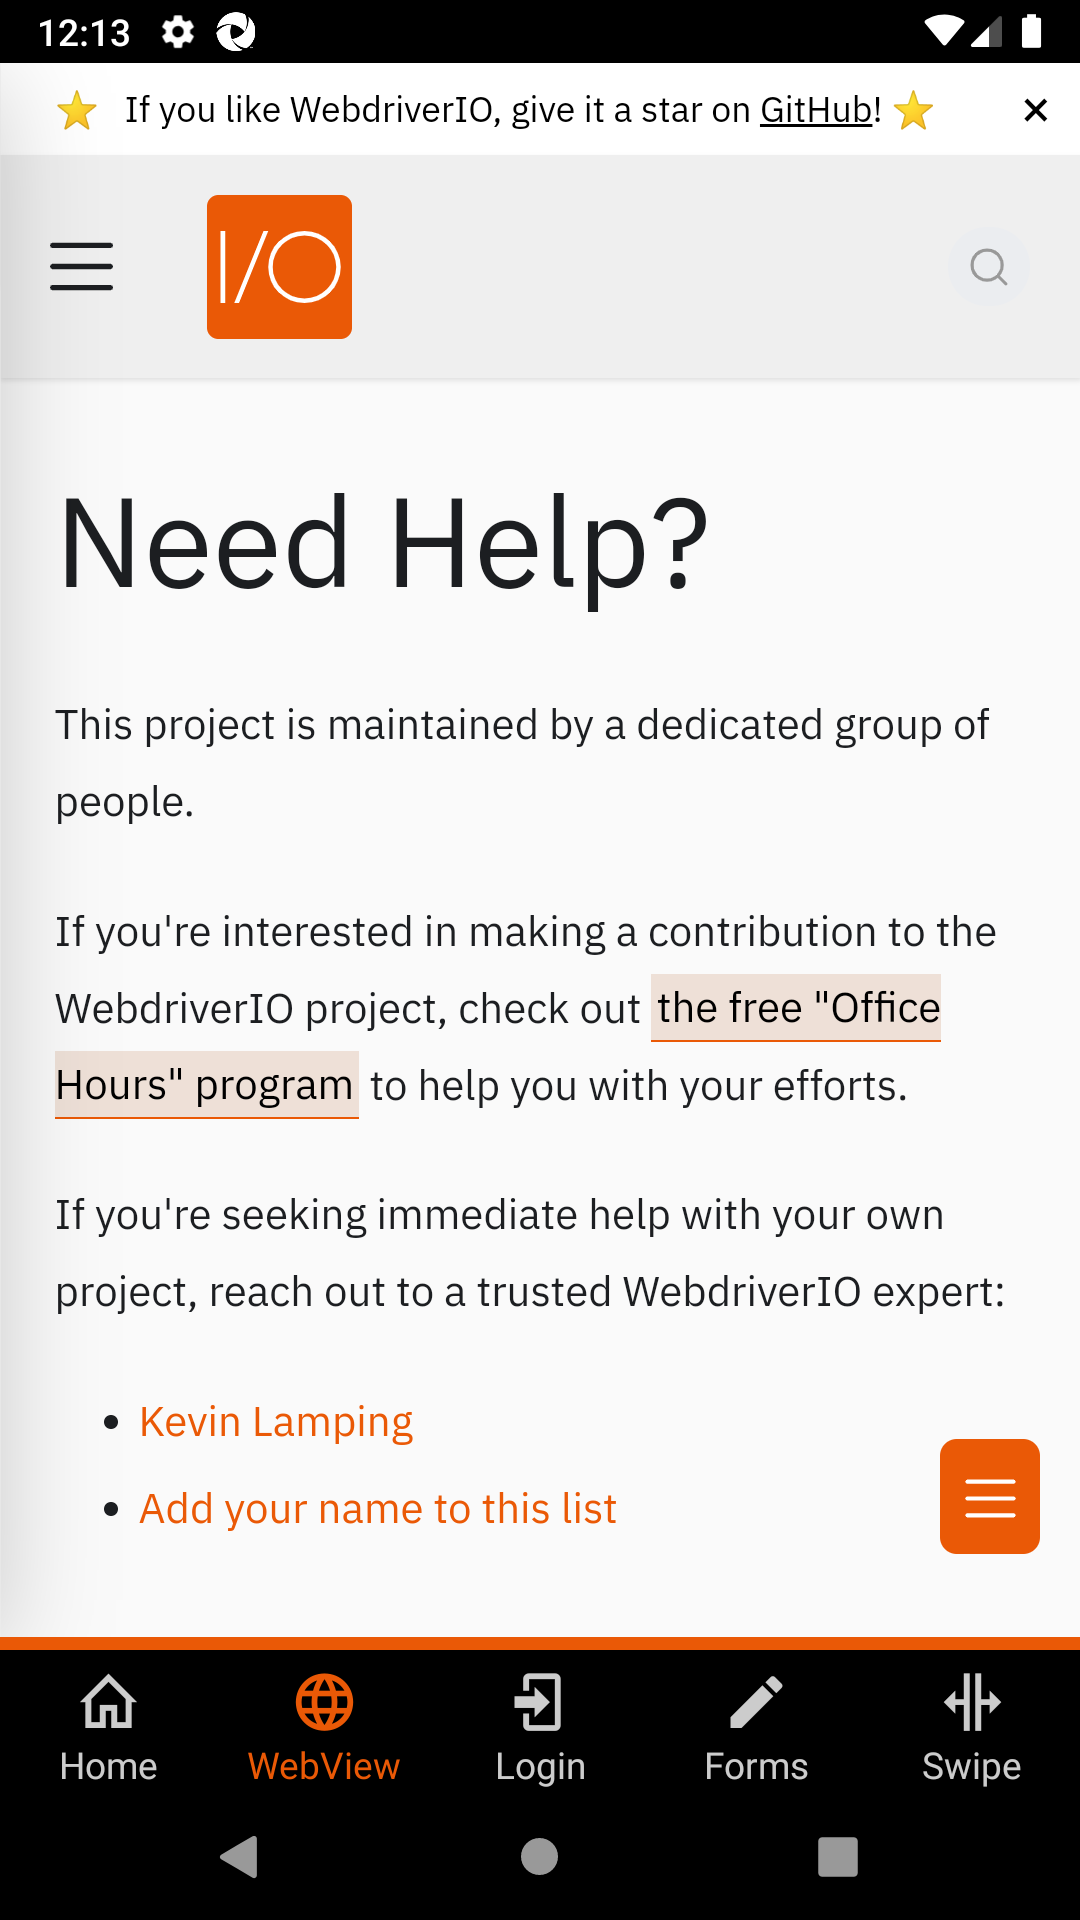 12:13
⭐ If you like WebdriverIO, give it a star on GitHub! ⭐ ×
I/O
Need Help?
This project is maintained by a dedicated group of
people.
If you're interested in making a contribution to the
WebdriverIO project, check out the free "Office
Hours" program to help you with your efforts.
If you're seeking immediate help with your own
project, reach out to a trusted WebdriverIO expert:
• Kevin Lamping
• Add your name to this list
Home WebView Login Forms Swipe